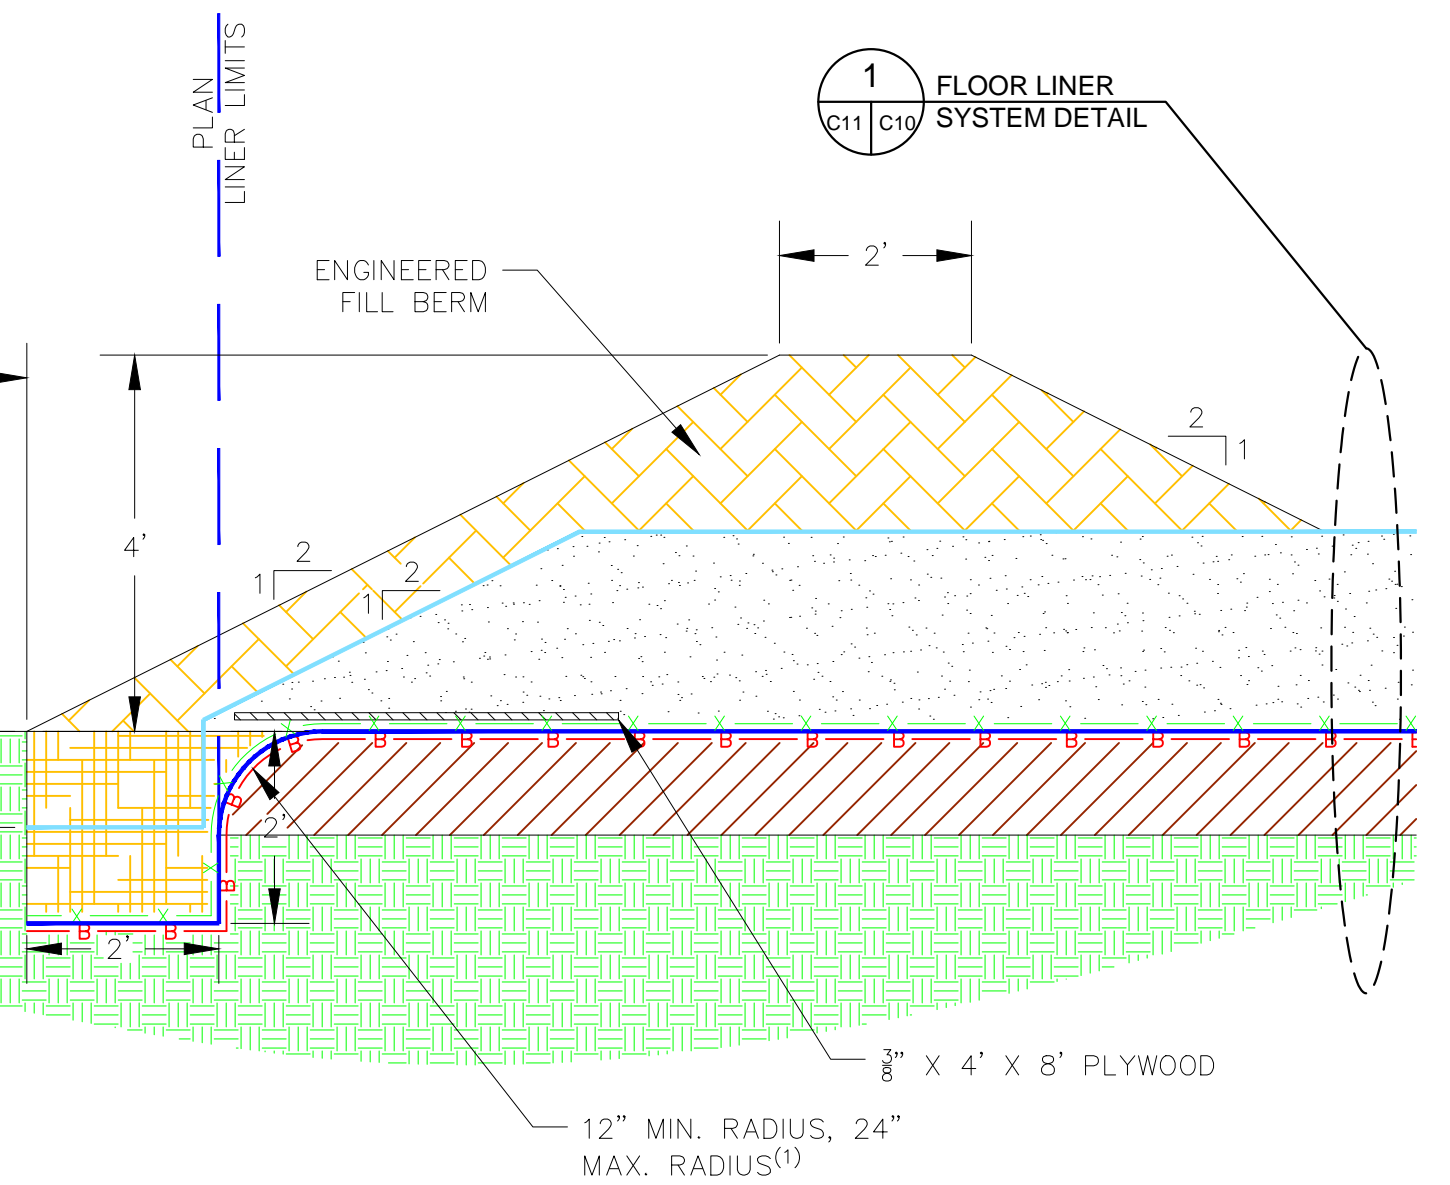 PLAN
LINER LIMITS
1
C11 C10
FLOOR LINER
SYSTEM DETAIL
2’
ENGINEERED
FILL BERM
2
1
4’
2
1
2
1
X X X X X X X X X X X X X X
B B B B B B B B B B B B B B
X
B
2’
X
B
X X
B B
2’
⅜” X 4’ X 8’ PLYWOOD
12” MIN. RADIUS, 24”
MAX. RADIUS(1)